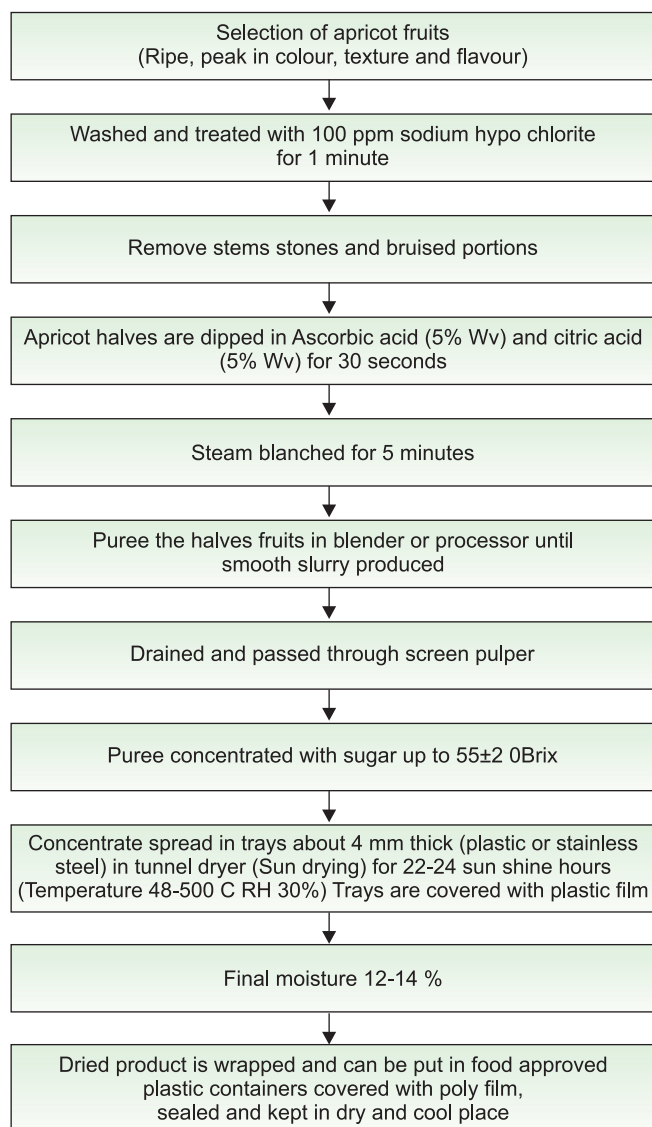 Selection of apricot fruits
(Ripe, peak in colour, texture and flavour)
Washed and treated with 100 ppm sodium hypo chlorite
for 1 minute
Remove stems stones and bruised portions
Apricot halves are dipped in Ascorbic acid (5% Wv) and citric acid
(5% Wv) for 30 seconds
Steam blanched for 5 minutes
Puree the halves fruits in blender or processor until
smooth slurry produced
Drained and passed through screen pulper
Puree concentrated with sugar up to 55±2 0Brix
Concentrate spread in trays about 4 mm thick (plastic or stainless
steel) in tunnel dryer (Sun drying) for 22-24 sun shine hours
(Temperature 48-500 C RH 30%) Trays are covered with plastic film
Final moisture 12-14 %
Dried product is wrapped and can be put in food approved
plastic containers covered with poly film,
sealed and kept in dry and cool place